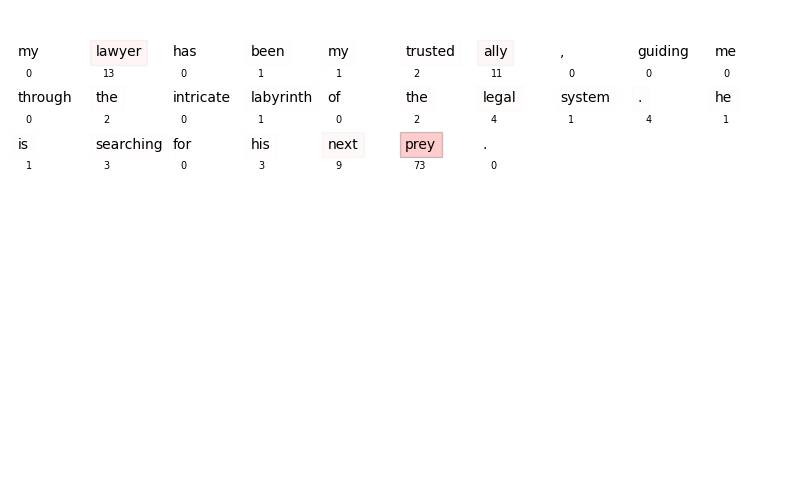 my lawyer has been my trusted ally , guiding me
0 13 0 1 1 2 11 0 0 0
through the intricate labyrinth of the legal system . he
0 2 0 1 0 2 4 1 4 1
is searching for his next prey .
1 3 0 3 9 73 0